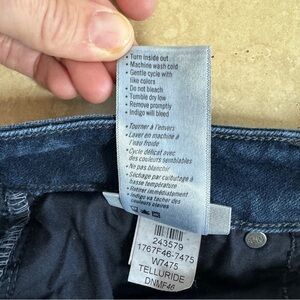 • Turn inside out
• Machine wash cold
• Gentle cycle with
like colors
• Do not bleach
• Tumble dry low
• Remove promptly
• Indigo will bleed
• Tourner à l'envers
• Laver en machine à
l'eau froide
• Cycle délicat avec
des couleurs semblables
• Ne pas blanchir
• Séchage par culbutage à
basse température
• Enlever rapidement
• Indigo va tacher des
couleurs claires
243579
1767F46-7475
W7475
TELLURIDE
DNMF46